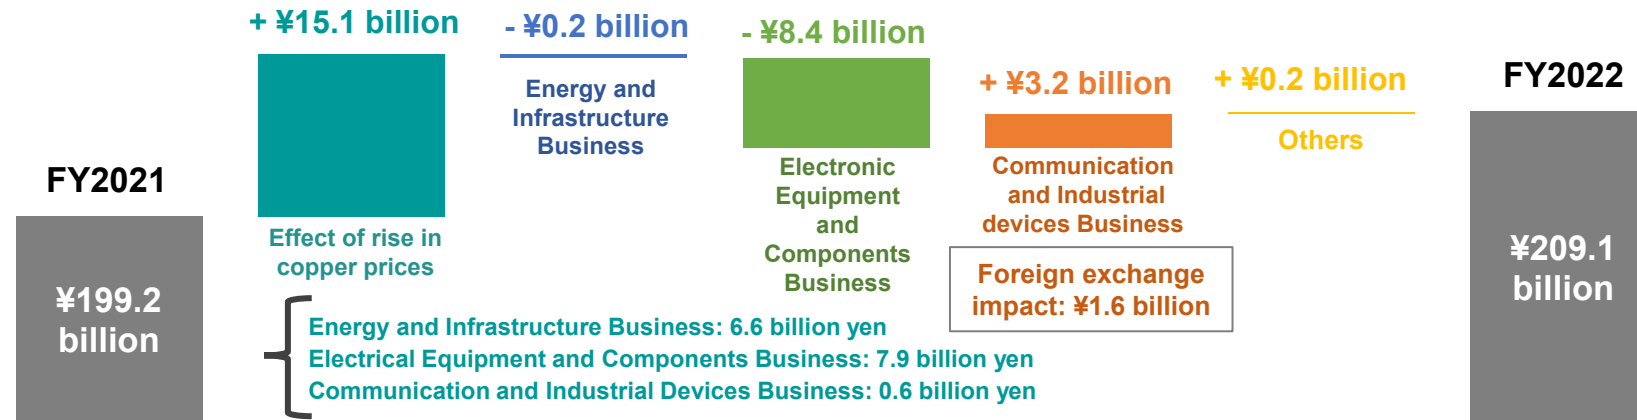 FY2021
¥199.2
billion
+ ¥15.1 billion
Effect of rise in
copper prices
Energy and Infrastructure Business: 6.6 billion yen
Electrical Equipment and Components Business: 7.9 billion yen
Communication and Industrial Devices Business: 0.6 billion yen
- ¥0.2 billion
Energy and
Infrastructure
Business
- ¥8.4 billion
Electronic
Equipment
and
Components
Business
+ ¥3.2 billion
Communication
and Industrial
devices Business
Foreign exchange
impact: ¥1.6 billion
+ ¥0.2 billion
Others
FY2022
¥209.1
billion